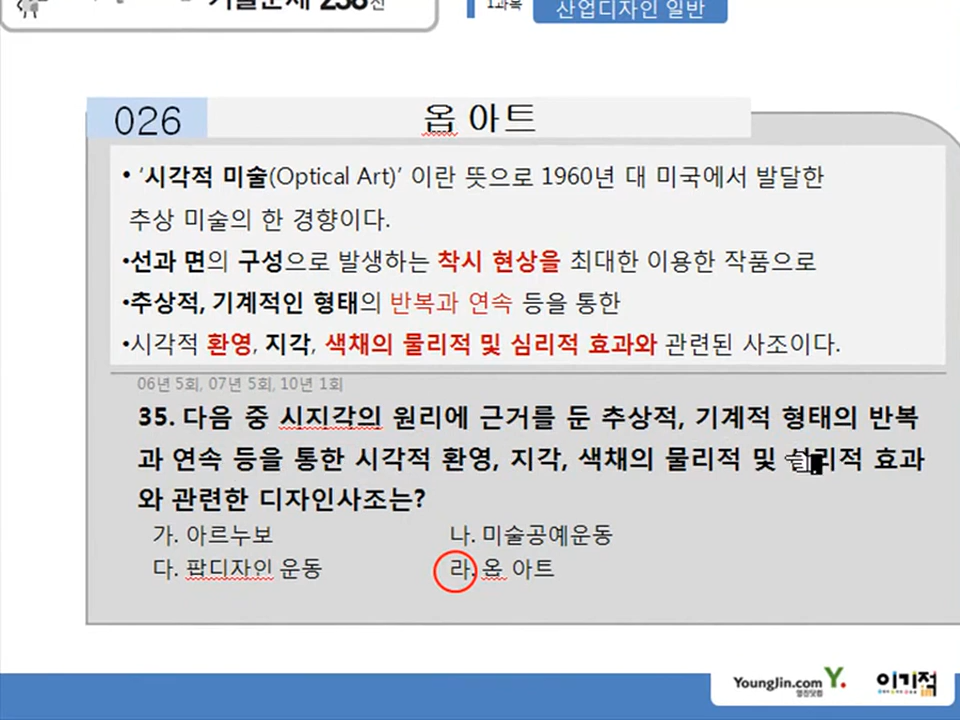 1과목
산업디자인 일반
026
옵 아트
• ‘시각적 미술(Optical Art)’ 이란 뜻으로 1960년 대 미국에서 발달한
추상 미술의 한 경향이다.
•선과 면의 구성으로 발생하는 착시 현상을 최대한 이용한 작품으로
•추상적, 기계적인 형태의 반복과 연속 등을 통한
•시각적 환영, 지각, 색채의 물리적 및 심리적 효과와 관련된 사조이다.
06년 5회, 07년 5회, 10년 1회
35. 다음 중 시지각의 원리에 근거를 둔 추상적, 기계적 형태의 반복
과 연속 등을 통한 시각적 환영, 지각, 색채의 물리적 및 심리적 효과
와 관련한 디자인사조는?
가. 아르누보
나. 미술공예운동
다. 팝디자인 운동
라. 옵 아트
YoungJin.com Y.
영진닷컴
이기적